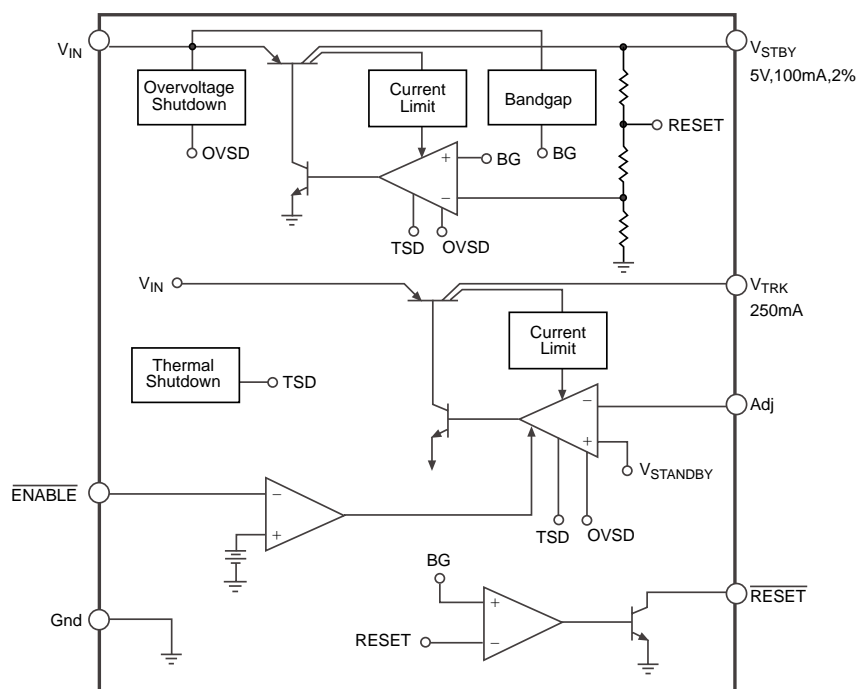 VIN
VSTBY
5V,100mA,2%
Overvoltage
Shutdown
Current
Limit
Bandgap
RESET
OVSD
BG
+
BG
−
TSD
OVSD
VIN
VTRK
250mA
Current
Limit
Thermal
Shutdown
TSD
−
Adj
+
VSTANDBY
ENABLE
−
+
TSD
OVSD
BG
+
RESET
Gnd
RESET
−